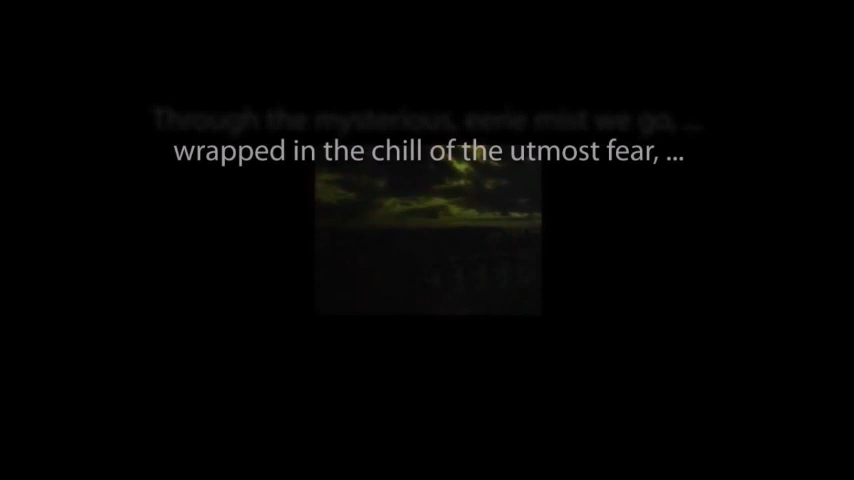 Through the mysterious, eerie mist we go, ...
wrapped in the chill of the utmost fear, ...